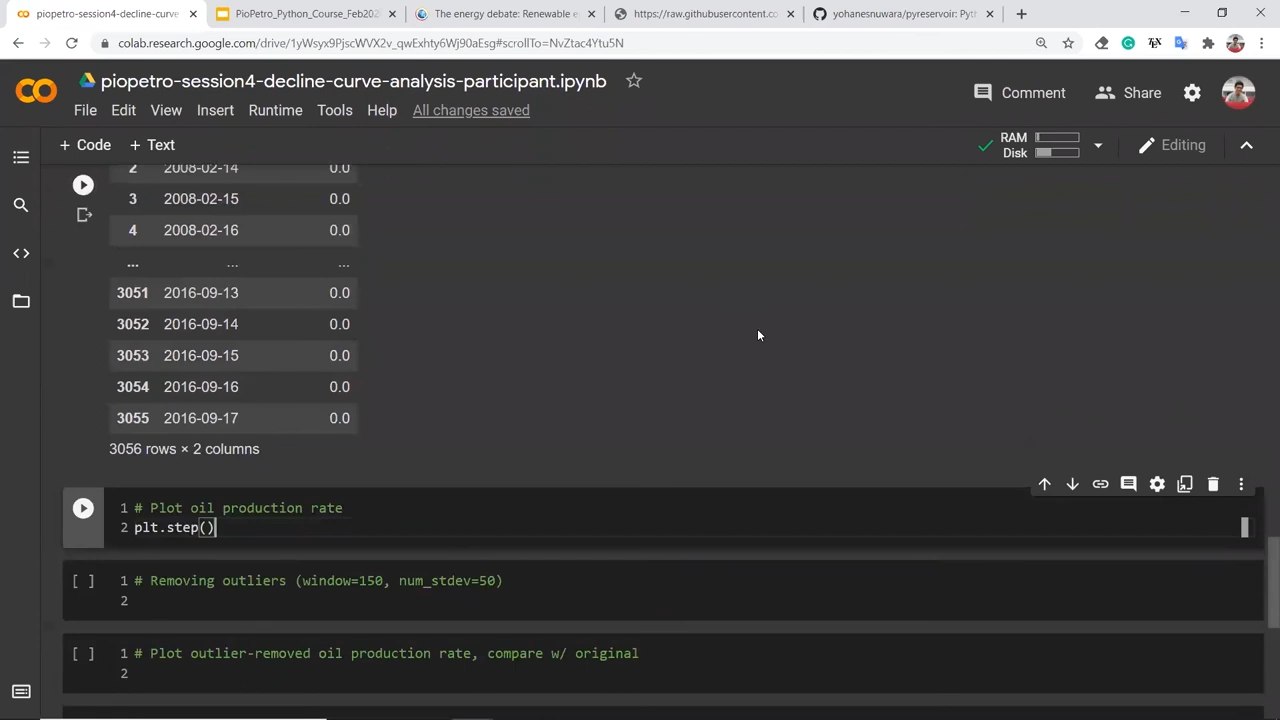 piopetro-session4-decline-curve-ana
PioPetro_Python_Course_Feb202
The energy debate: Renewable e
https://raw.githubusercontent.co
yohanesnuwara/pyreservoir: Pyt
colab.research.google.com/drive/1yWsyx9PjscWVX2v_qwExhty6Wj90aEsg#scrollTo=NvZtac4Ytu5N
piopetro-session4-decline-curve-analysis-participant.ipynb
File Edit View Insert Runtime Tools Help All changes saved
Comment Share
+ Code + Text
RAM
Disk
Editing
2 2008-02-14 0.0
3 2008-02-15 0.0
4 2008-02-16 0.0
... ... ...
3051 2016-09-13 0.0
3052 2016-09-14 0.0
3053 2016-09-15 0.0
3054 2016-09-16 0.0
3055 2016-09-17 0.0
3056 rows × 2 columns
1 # Plot oil production rate
2 plt.step()
[ ] 1 # Removing outliers (window=150, num_stdev=50)
2
[ ] 1 # Plot outlier-removed oil production rate, compare w/ original
2